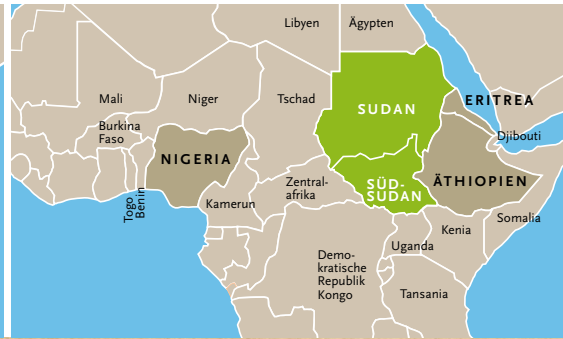 Libyen
Ägypten
Mali
Niger
Tschad
SUDAN
ERITREA
Burkina
Faso
Djibouti
NIGERIA
Zentral-
afrika
SÜD-
SUDAN
ÄTHIOPIEN
Togo
Benin
Kamerun
Somalia
Kenia
Uganda
Demo-
kratische
Republik
Kongo
Tansania